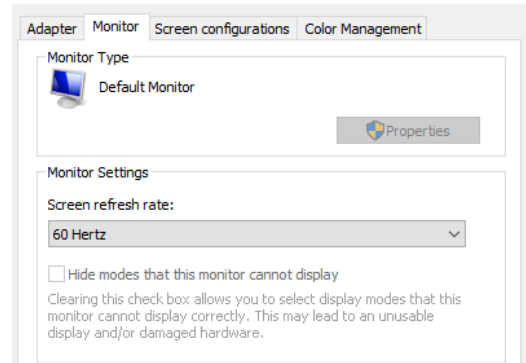 Adapter Monitor Screen configurations Color Management
Monitor Type
Default Monitor
Properties
Monitor Settings
Screen refresh rate:
60 Hertz
Hide modes that this monitor cannot display
Clearing this check box allows you to select display modes that this
monitor cannot display correctly. This may lead to an unusable
display and/or damaged hardware.